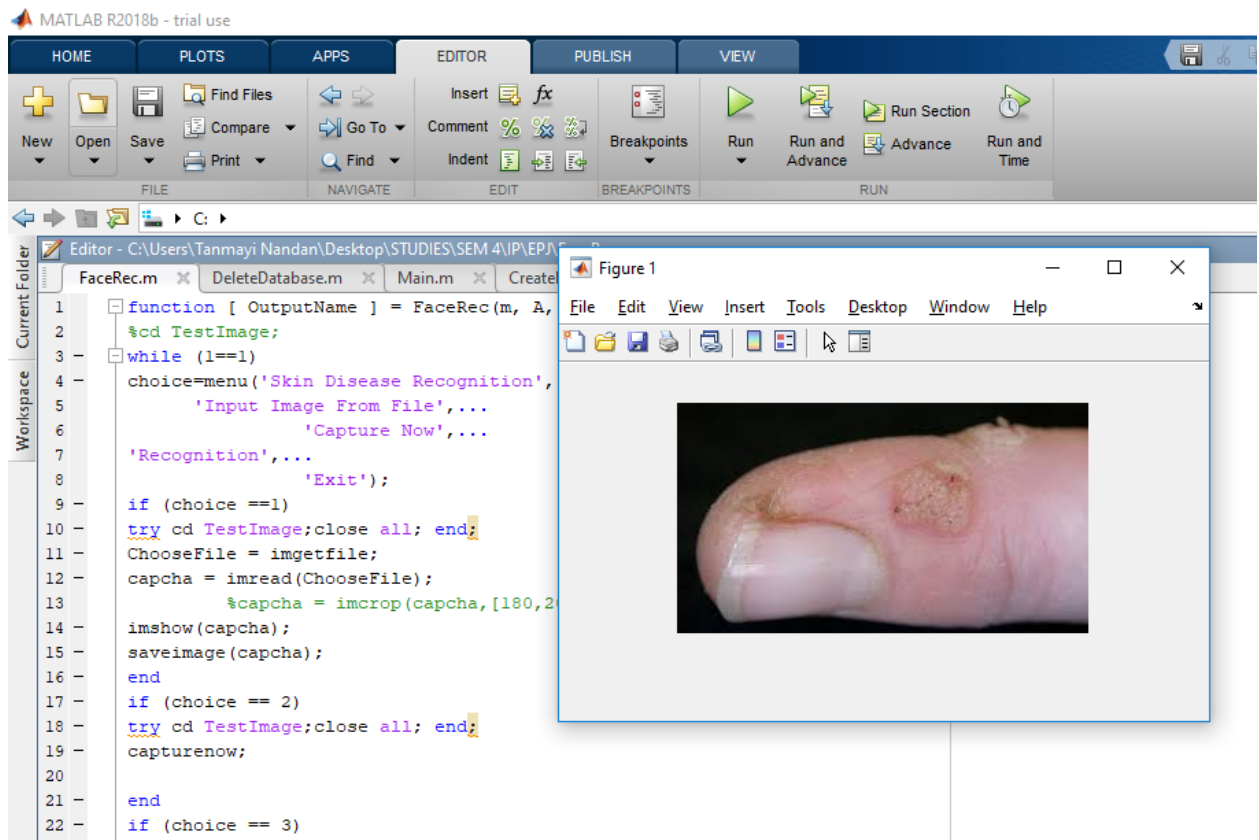 MATLAB R2018b - trial use
HOME PLOTS APPS EDITOR PUBLISH VIEW
New Open Save Find Files Compare Print
FILE
Go To Find
NAVIGATE
Insert fx
Comment
Indent
EDIT
Breakpoints
BREAKPOINTS
Run Run and Advance Run Section Advance Run and Time
RUN
C:
Current Folder
Workspace
Editor - C:\Users\Tanmayi Nandan\Desktop\STUDIES\SEM 4\IP\EPJ\
FaceRec.m DeleteDatabase.m Main.m
1 function [ OutputName ] = FaceRec(m, A,
2 %cd TestImage;
3 while (1==1)
4 choice=menu('Skin Disease Recognition',
5 'Input Image From File',...
6 'Capture Now',...
7 'Recognition',...
8 'Exit');
9 if (choice ==1)
10 try cd TestImage;close all; end;
11 ChooseFile = imgetfile;
12 capcha = imread(ChooseFile);
13 %capcha = imcrop(capcha,[180,20
14 imshow(capcha);
15 saveimage(capcha);
16 end
17 if (choice == 2)
18 try cd TestImage;close all; end;
19 capturenow;
20
21 end
22 if (choice == 3)
Figure 1
File Edit View Insert Tools Desktop Window Help